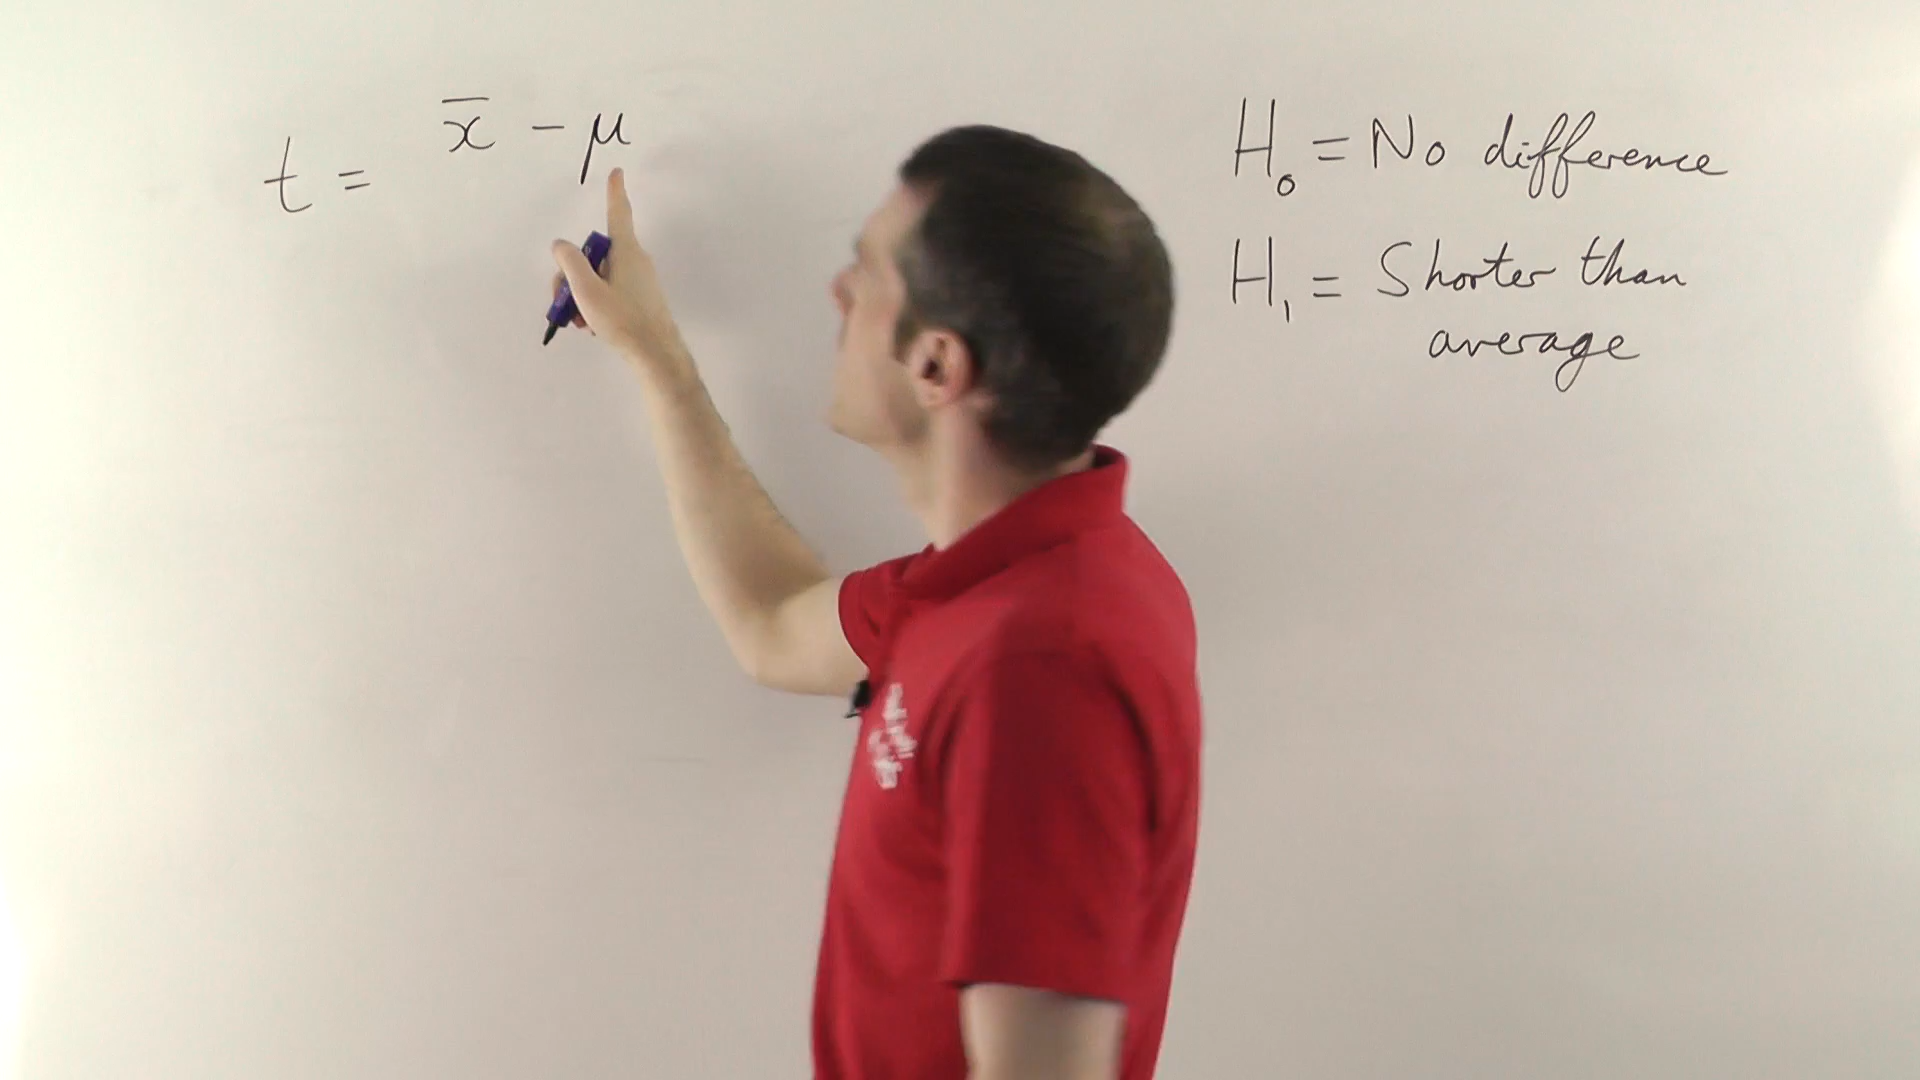 t = x̄ - μ
H₀ = No difference
H₁ = Shorter than
average